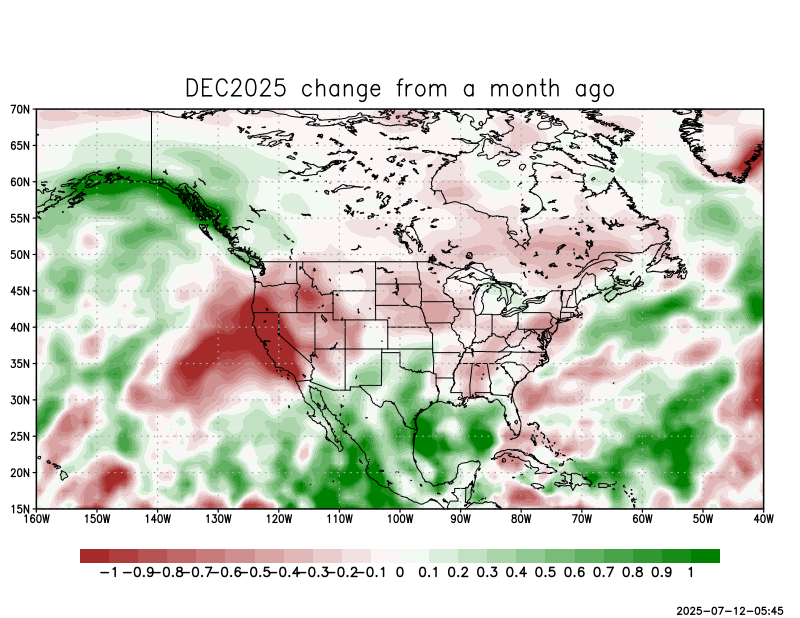 DEC2025 change from a month ago
70N
65N
60N
55N
50N
45N
40N
35N
30N
25N
20N
15N
160W 150W 140W 130W 120W 110W 100W 90W 80W 70W 60W 50W 40W
-1 -0.9 -0.8 -0.7 -0.6 -0.5 -0.4 -0.3 -0.2 -0.1 0 0.1 0.2 0.3 0.4 0.5 0.6 0.7 0.8 0.9 1
2025-07-12-05:45